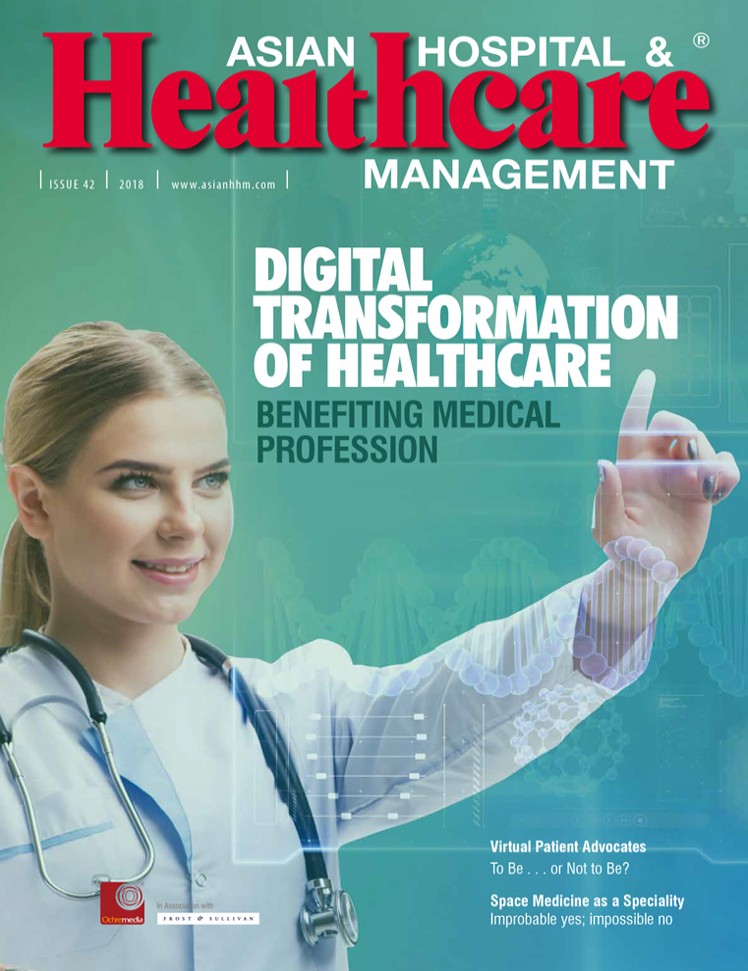 ASIAN HOSPITAL & ®
Healthcare
MANAGEMENT
ISSUE 42 | 2018 | www.asianhhm.com
DIGITAL
TRANSFORMATION
OF HEALTHCARE
BENEFITING MEDICAL
PROFESSION
Virtual Patient Advocates
To Be . . . or Not to Be?
Space Medicine as a Speciality
Improbable yes; impossible no
Ochremedia
In Association with
FROST & SULLIVAN